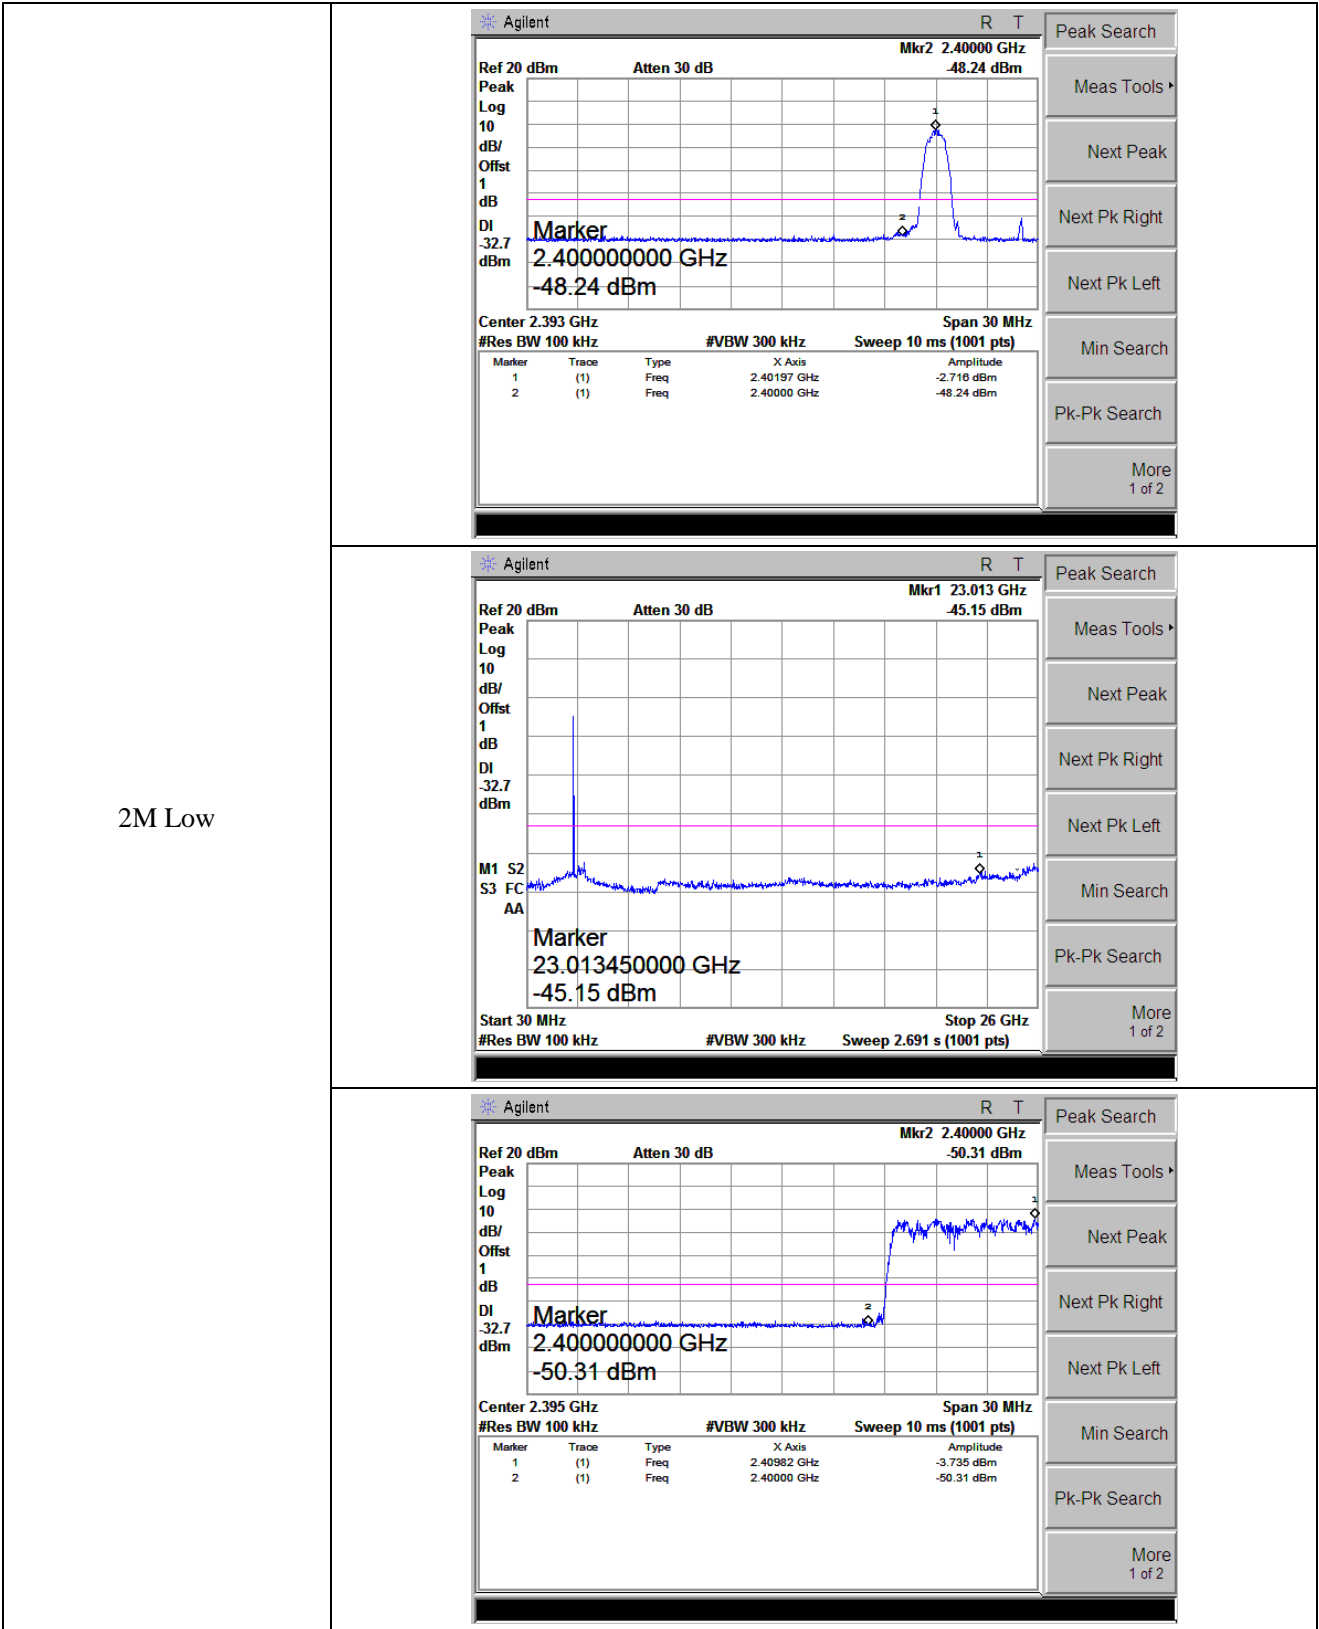 2M Low
Agilent R T
Mkr2 2.40000 GHz
Ref 20 dBm Atten 30 dB -48.24 dBm
Peak
Log
10
dB/
Offst
1
dB
DI
-32.7
dBm
1
2
Marker
2.400000000 GHz
-48.24 dBm
Center 2.393 GHz Span 30 MHz
#Res BW 100 kHz #VBW 300 kHz Sweep 10 ms (1001 pts)
Marker Trace Type X Axis Amplitude
1 (1) Freq 2.40197 GHz -2.716 dBm
2 (1) Freq 2.40000 GHz -48.24 dBm
Peak Search
Meas Tools
Next Peak
Next Pk Right
Next Pk Left
Min Search
Pk-Pk Search
More
1 of 2
Agilent R T
Mkr1 23.013 GHz
Ref 20 dBm Atten 30 dB -45.15 dBm
Peak
Log
10
dB/
Offst
1
dB
DI
-32.7
dBm
1
M1 S2
S3 FC
AA
Marker
23.013450000 GHz
-45.15 dBm
Start 30 MHz Stop 26 GHz
#Res BW 100 kHz #VBW 300 kHz Sweep 2.691 s (1001 pts)
Peak Search
Meas Tools
Next Peak
Next Pk Right
Next Pk Left
Min Search
Pk-Pk Search
More
1 of 2
Agilent R T
Mkr2 2.40000 GHz
Ref 20 dBm Atten 30 dB -50.31 dBm
Peak
Log
10
dB/
Offst
1
dB
DI
-32.7
dBm
1
2
Marker
2.400000000 GHz
-50.31 dBm
Center 2.395 GHz Span 30 MHz
#Res BW 100 kHz #VBW 300 kHz Sweep 10 ms (1001 pts)
Marker Trace Type X Axis Amplitude
1 (1) Freq 2.40982 GHz -3.735 dBm
2 (1) Freq 2.40000 GHz -50.31 dBm
Peak Search
Meas Tools
Next Peak
Next Pk Right
Next Pk Left
Min Search
Pk-Pk Search
More
1 of 2